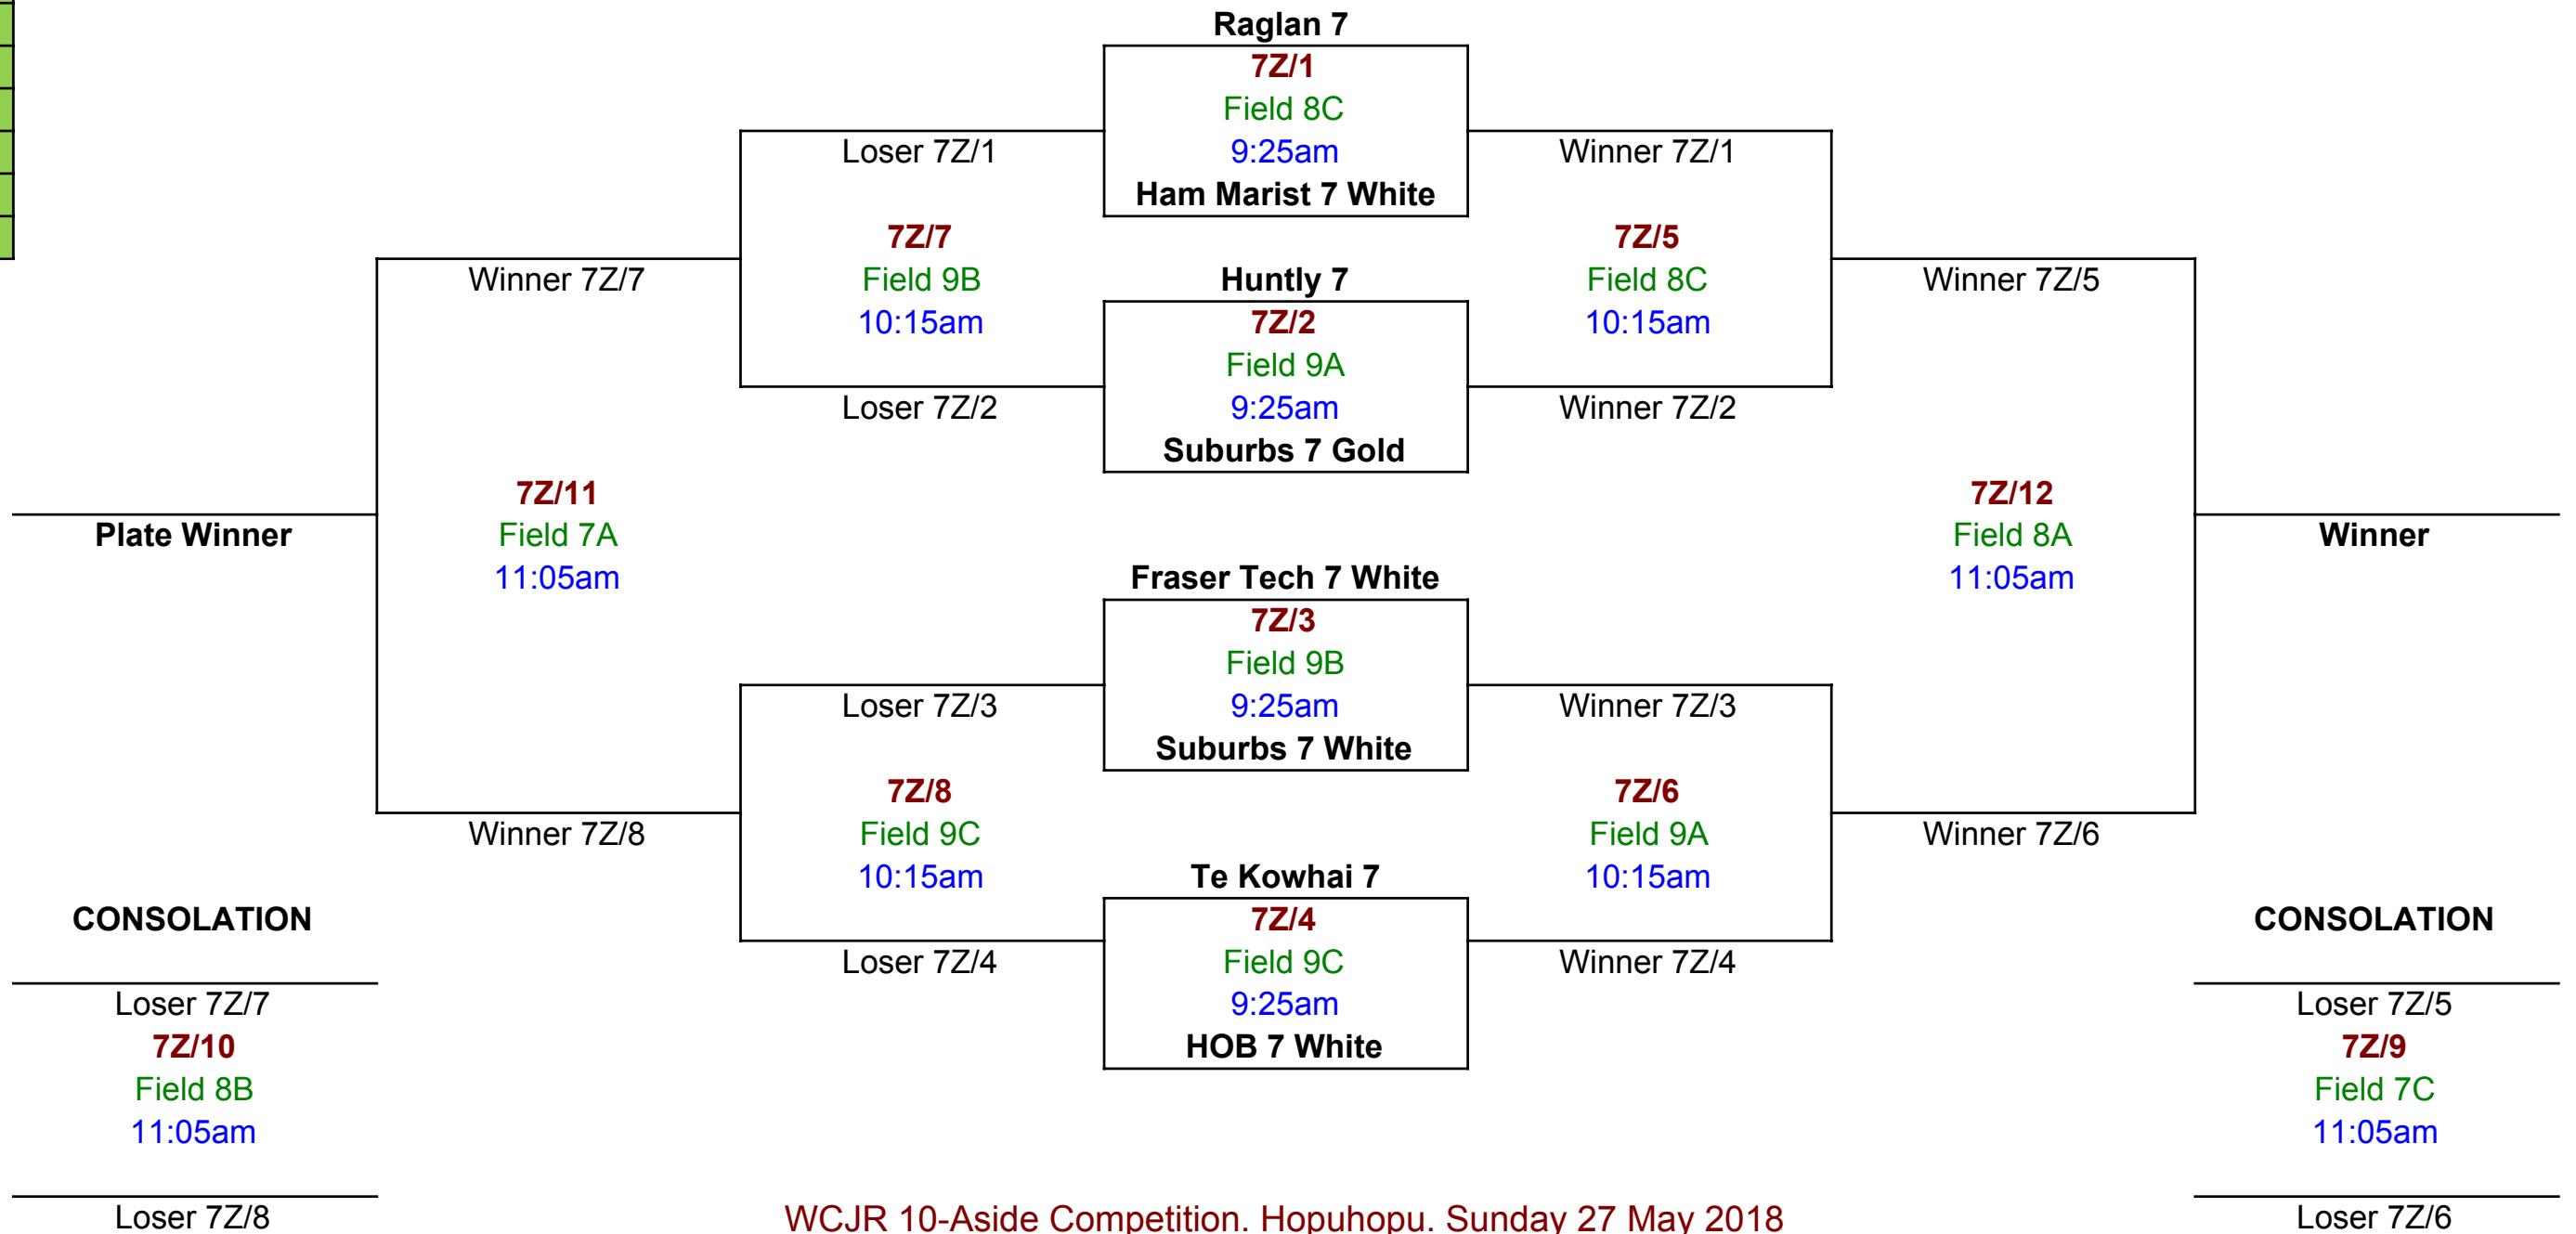 Raglan 7
7Z/1
Field 8C
Loser 7Z/1
9:25am
Winner 7Z/1
Ham Marist 7 White
7Z/7
7Z/5
Winner 7Z/7
Field 9B
Huntly 7
Field 8C
Winner 7Z/5
10:15am
7Z/2
10:15am
Field 9A
Loser 7Z/2
9:25am
Winner 7Z/2
Suburbs 7 Gold
7Z/11
7Z/12
Plate Winner
Field 7A
Field 8A
Winner
11:05am
Fraser Tech 7 White
11:05am
7Z/3
Field 9B
Loser 7Z/3
9:25am
Winner 7Z/3
Suburbs 7 White
7Z/8
7Z/6
Winner 7Z/8
Field 9C
Field 9A
Winner 7Z/6
10:15am
Te Kowhai 7
10:15am
CONSOLATION
7Z/4
CONSOLATION
Loser 7Z/4
Field 9C
Winner 7Z/4
Loser 7Z/7
9:25am
Loser 7Z/5
7Z/10
HOB 7 White
7Z/9
Field 8B
Field 7C
11:05am
11:05am
Loser 7Z/8
WCJR 10-Aside Competition. Hopuhopu. Sunday 27 May 2018
Loser 7Z/6